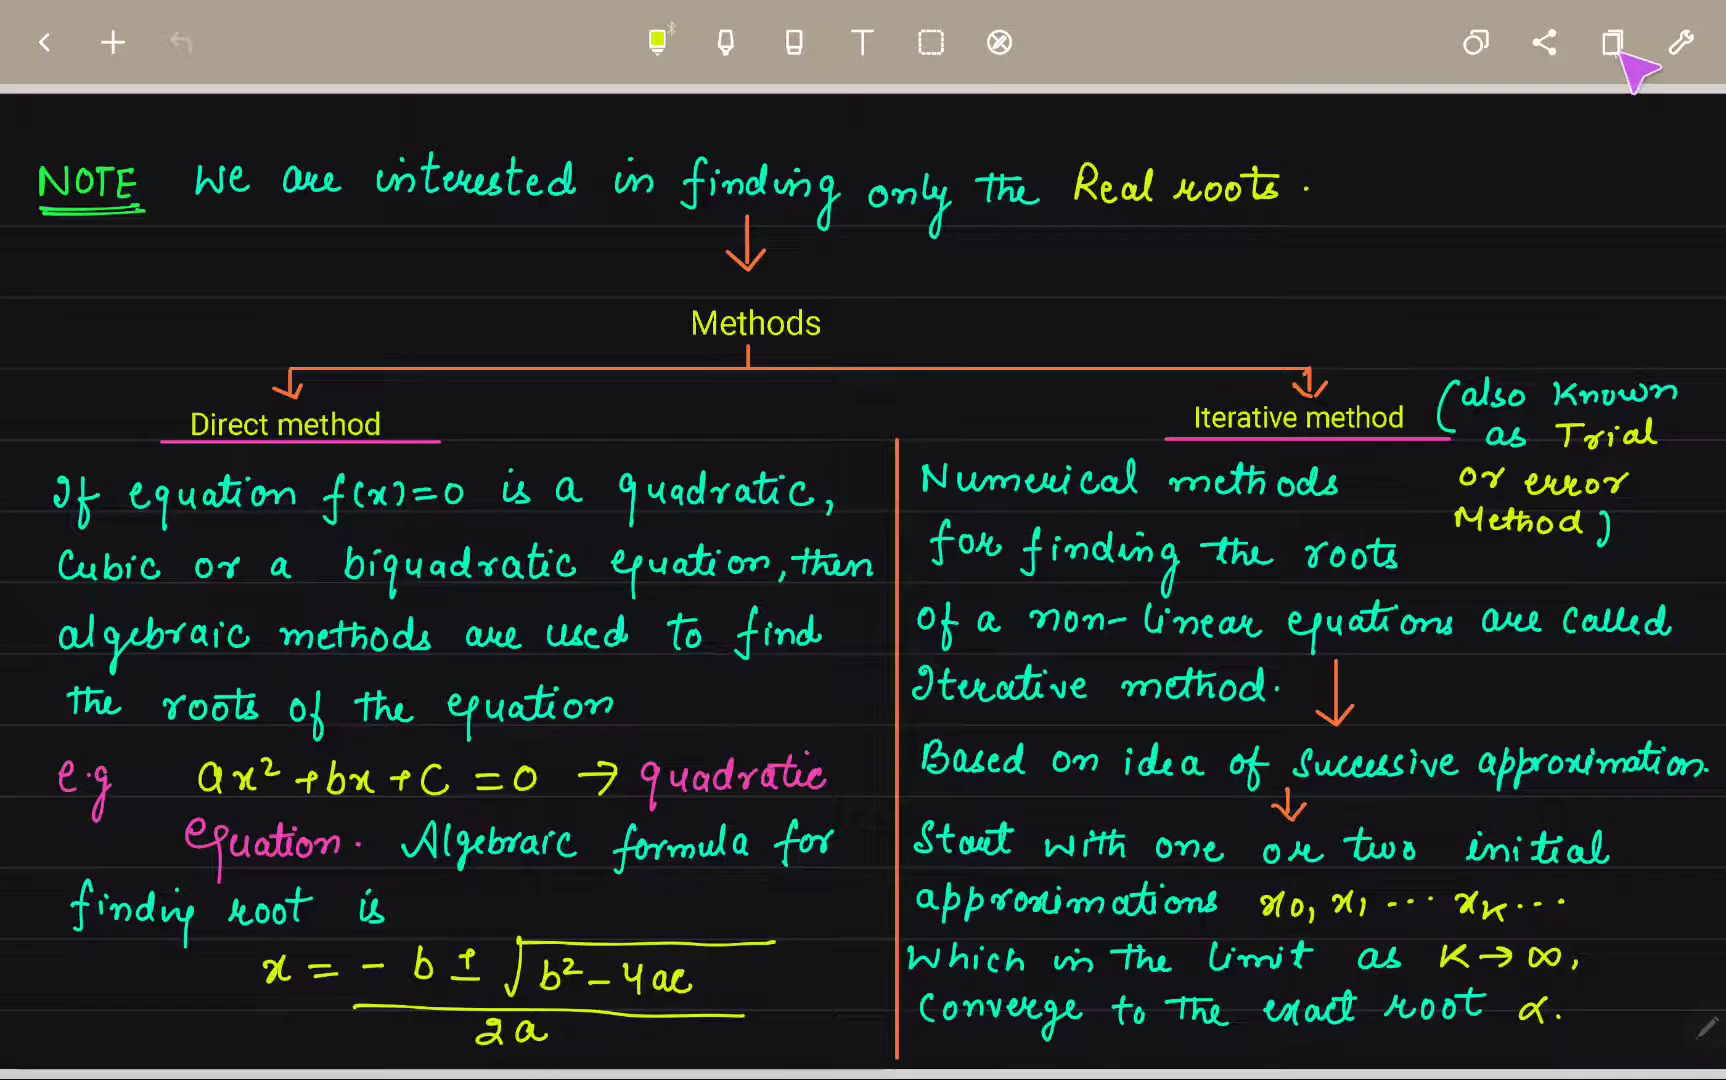 NOTE We are interested in finding only the Real roots.
Methods
Direct method
If equation f(x)=0 is a quadratic,
Cubic or a biquadratic equation, then
algebraic methods are used to find
the roots of the equation
e.g ax² + bx + c = 0 → quadratic
equation. Algebraic formula for
finding root is
x = - b ± √b² - 4ac
2a
Iterative method (also Known
as Trial
or error
Method)
Numerical methods
for finding the roots
of a non-linear equations are called
Iterative method.
Based on idea of successive approximation.
Start with one or two initial
approximations x0, x1 ... xK ...
which in the limit as K → ∞,
Converge to the exact root α.